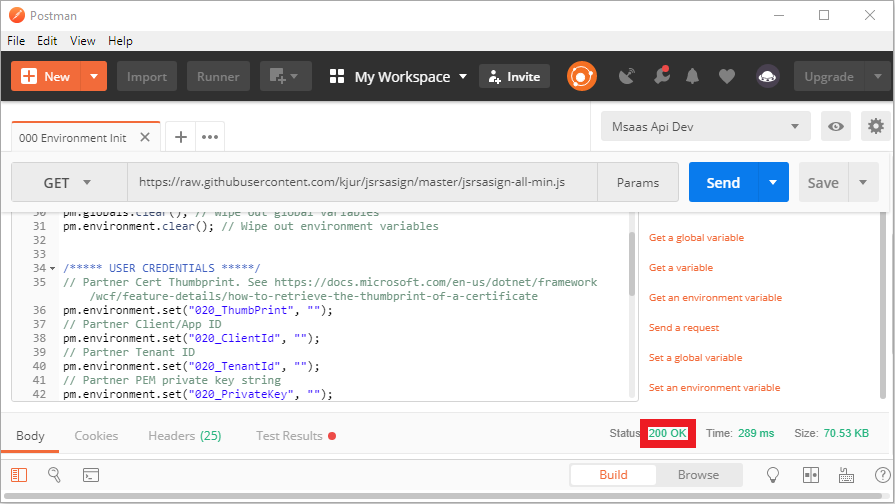 Postman
File Edit View Help
New Import Runner My Workspace Invite Upgrade
000 Environment Init Msaas Api Dev
GET https://raw.githubusercontent.com/kjur/jsrsasign/master/jsrsasign-all-min.js Params Send Save
30 pm.globals.clear(); // Wipe out global variables
31 pm.environment.clear(); // Wipe out environment variables
32
33
34 /***** USER CREDENTIALS *****/
35 // Partner Cert Thumbprint. See https://docs.microsoft.com/en-us/dotnet/framework
/wcf/feature-details/how-to-retrieve-the-thumbprint-of-a-certificate
36 pm.environment.set("020_ThumbPrint", "");
37 // Partner Client/App ID
38 pm.environment.set("020_ClientId", "");
39 // Partner Tenant ID
40 pm.environment.set("020_TenantId", "");
41 // Partner PEM private key string
42 pm.environment.set("020_PrivateKey", "");
Get a global variable
Get a variable
Get an environment variable
Send a request
Set a global variable
Set an environment variable
Body Cookies Headers (25) Test Results Status 200 OK Time: 289 ms Size: 70.53 KB
Build Browse